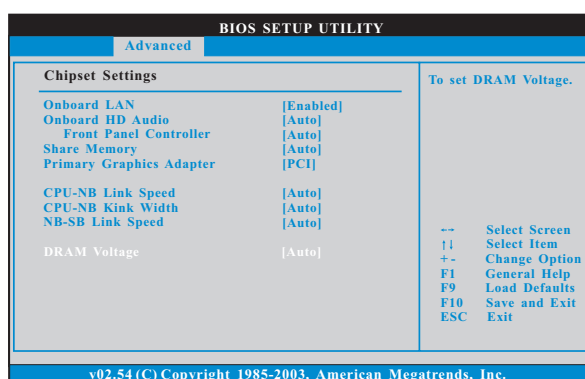 BIOS SETUP UTILITY
Advanced
Chipset Settings
Onboard LAN [Enabled]
Onboard HD Audio [Auto]
Front Panel Controller [Auto]
Share Memory [Auto]
Primary Graphics Adapter [PCI]
CPU-NB Link Speed [Auto]
CPU-NB Kink Width [Auto]
NB-SB Link Speed [Auto]
DRAM Voltage [Auto]
To set DRAM Voltage.
←→ Select Screen
↑↓ Select Item
+- Change Option
F1 General Help
F9 Load Defaults
F10 Save and Exit
ESC Exit
v02.54 (C) Copyright 1985-2003, American Megatrends, Inc.